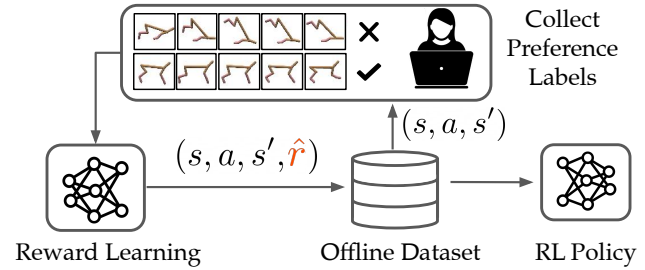 Collect
Preference
Labels
(s, a, s')
(s, a, s', r̂)
Reward Learning
Offline Dataset
RL Policy